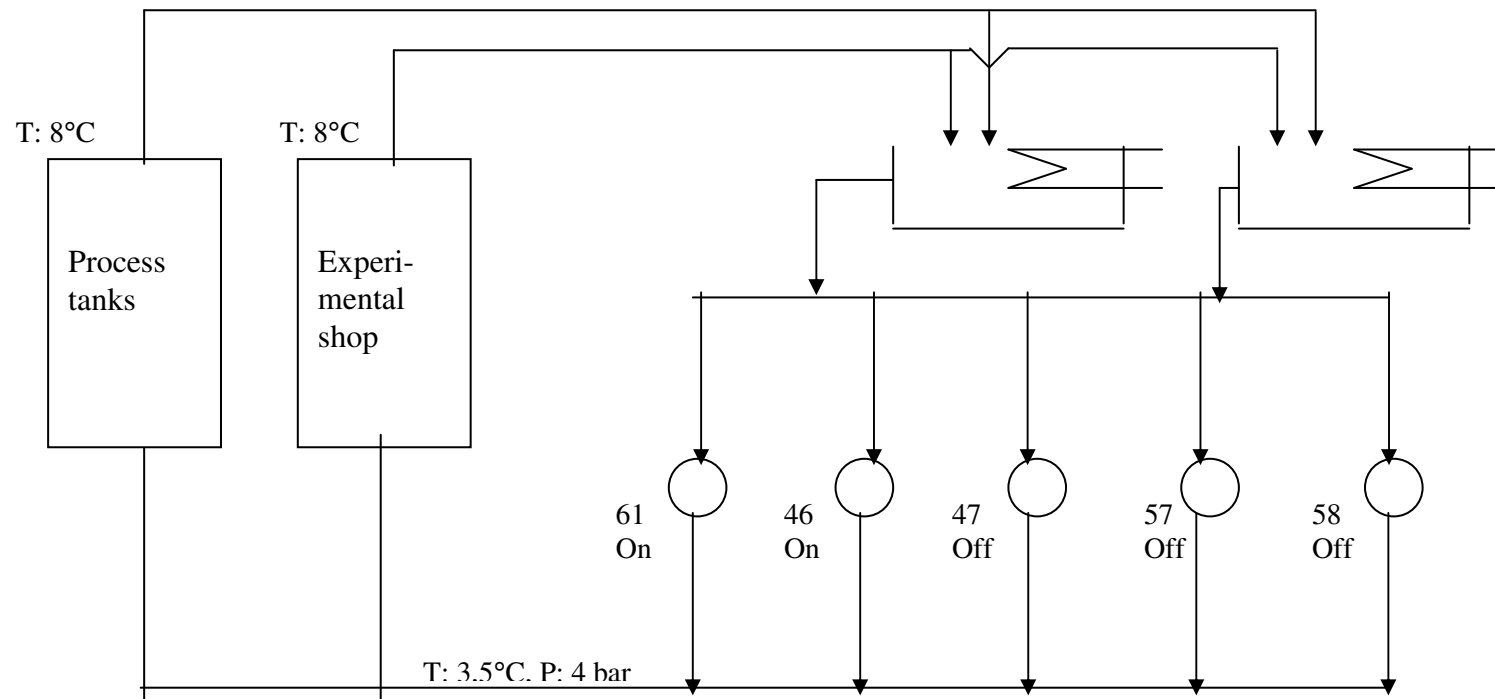 T: 8°C
T: 8°C
Process
tanks
Experi-
mental
shop
61
On
46
On
47
Off
57
Off
58
Off
T: 3,5°C, P: 4 bar